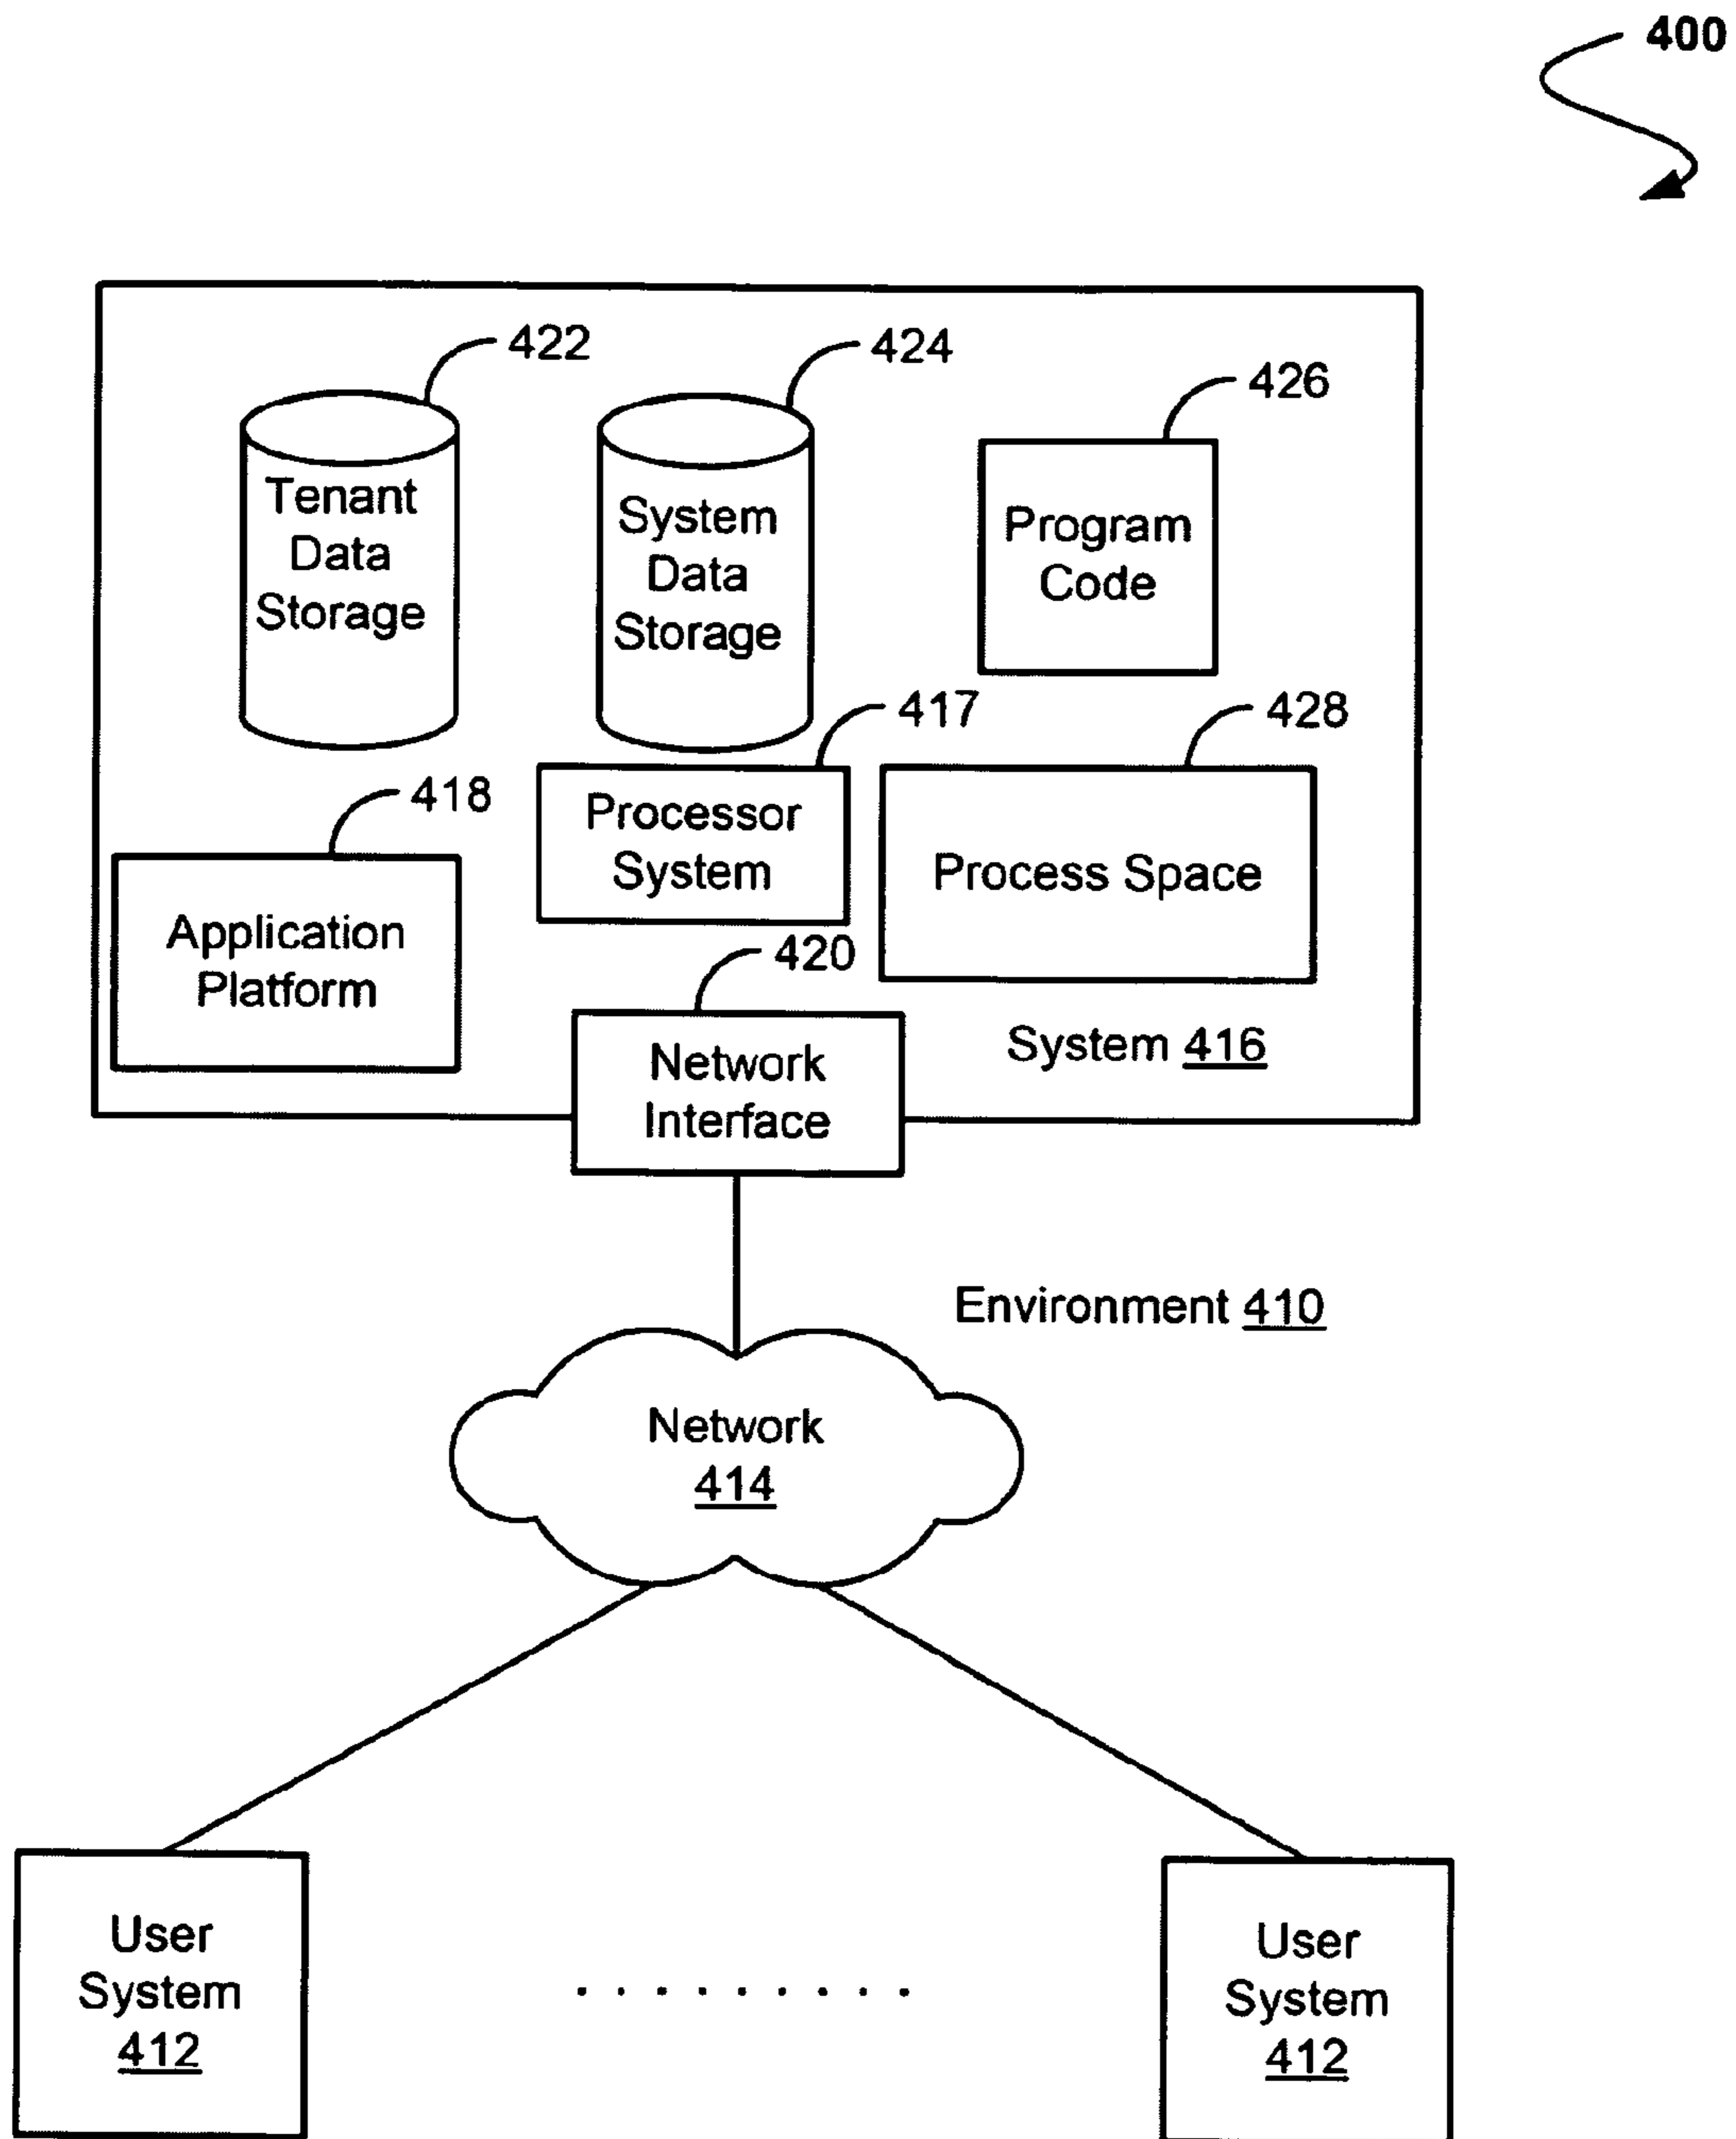 400
422
424
426
Tenant
Data
Storage
System
Data
Storage
Program
Code
417
428
418
Processor
System
Process Space
Application
Platform
420
Network
Interface
System 416
Environment 410
Network
414
User
System
412
. . . . . . . . .
User
System
412